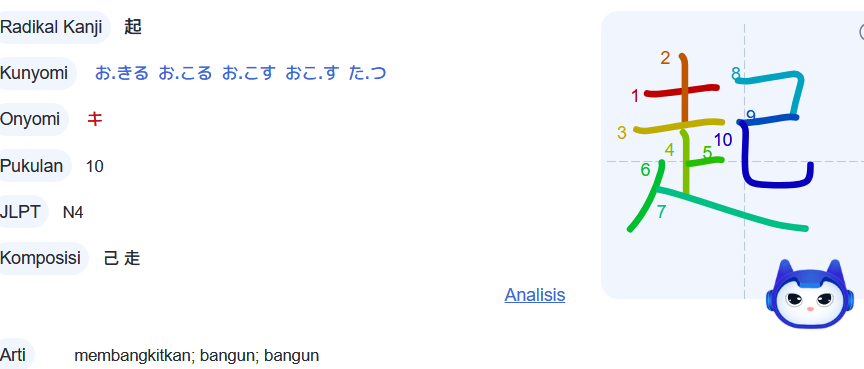 Radikal Kanji 起
Kunyomi お.きる お.こる お.こす おこ.す た.つ
Onyomi キ
Pukulan 10
JLPT N4
Komposisi 己 走
Analisis
Arti membangkitkan; bangun; bangun
1
2
3
4
5
6
7
8
9
10